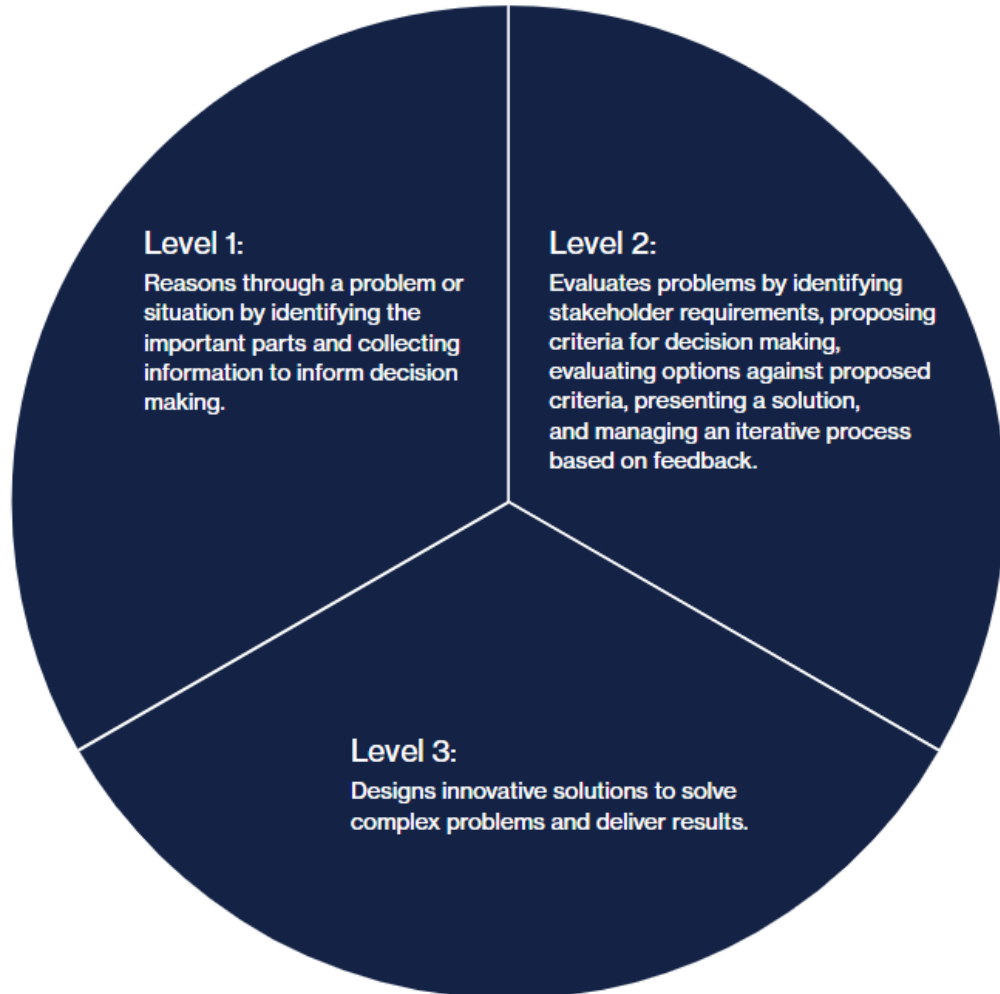 Level 1:
Reasons through a problem or
situation by identifying the
important parts and collecting
information to inform decision
making.
Level 2:
Evaluates problems by identifying
stakeholder requirements, proposing
criteria for decision making,
evaluating options against proposed
criteria, presenting a solution,
and managing an iterative process
based on feedback.
Level 3:
Designs innovative solutions to solve
complex problems and deliver results.